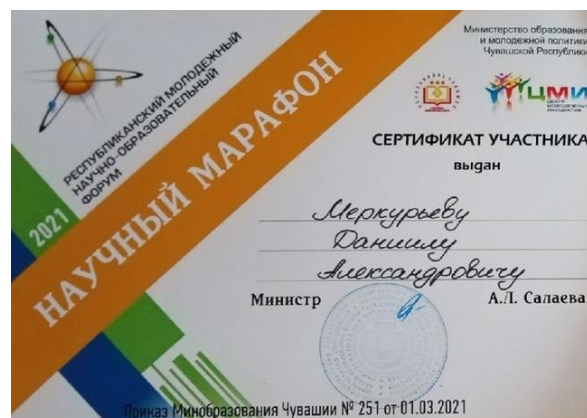 Министерство образования
и молодежной политики
Чувашской Республики
ЦМИ
РЕСПУБЛИКАНСКИЙ МОЛОДЕЖНЫЙ
НАУЧНО-ОБРАЗОВАТЕЛЬНЫЙ
ФОРУМ
2021
НАУЧНЫЙ МАРАФОН
СЕРТИФИКАТ УЧАСТНИКА
выдан
Меркурьеву
Даниилу
Александровичу
Министр А.Л. Салаева
Приказ Минобразования Чувашии № 251 от 01.03.2021